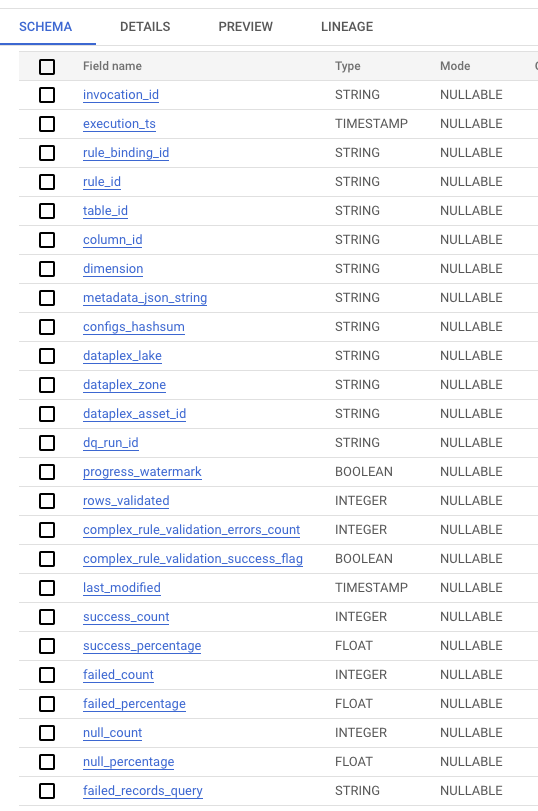 SCHEMA DETAILS PREVIEW LINEAGE
Field name Type Mode
invocation_id STRING NULLABLE
execution_ts TIMESTAMP NULLABLE
rule_binding_id STRING NULLABLE
rule_id STRING NULLABLE
table_id STRING NULLABLE
column_id STRING NULLABLE
dimension STRING NULLABLE
metadata_json_string STRING NULLABLE
configs_hashsum STRING NULLABLE
dataplex_lake STRING NULLABLE
dataplex_zone STRING NULLABLE
dataplex_asset_id STRING NULLABLE
dq_run_id STRING NULLABLE
progress_watermark BOOLEAN NULLABLE
rows_validated INTEGER NULLABLE
complex_rule_validation_errors_count INTEGER NULLABLE
complex_rule_validation_success_flag BOOLEAN NULLABLE
last_modified TIMESTAMP NULLABLE
success_count INTEGER NULLABLE
success_percentage FLOAT NULLABLE
failed_count INTEGER NULLABLE
failed_percentage FLOAT NULLABLE
null_count INTEGER NULLABLE
null_percentage FLOAT NULLABLE
failed_records_query STRING NULLABLE